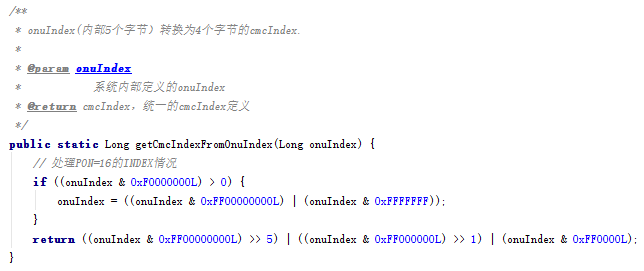 /**
 * onuIndex(内部5个字节）转换为4个字节的cmcIndex.
 *
 * @param onuIndex
 *            系统内部定义的onuIndex
 * @return cmcIndex，统一的cmcIndex定义
 */
public static Long getCmcIndexFromOnuIndex(Long onuIndex) {
    // 处理PON=16的INDEX情况
    if ((onuIndex & 0xF0000000L) > 0) {
        onuIndex = ((onuIndex & 0xFF00000000L) | (onuIndex & 0xFFFFFFF));
    }
    return ((onuIndex & 0xFF00000000L) >> 5) | ((onuIndex & 0xFF000000L) >> 1) | (onuIndex & 0xFF0000L);
}